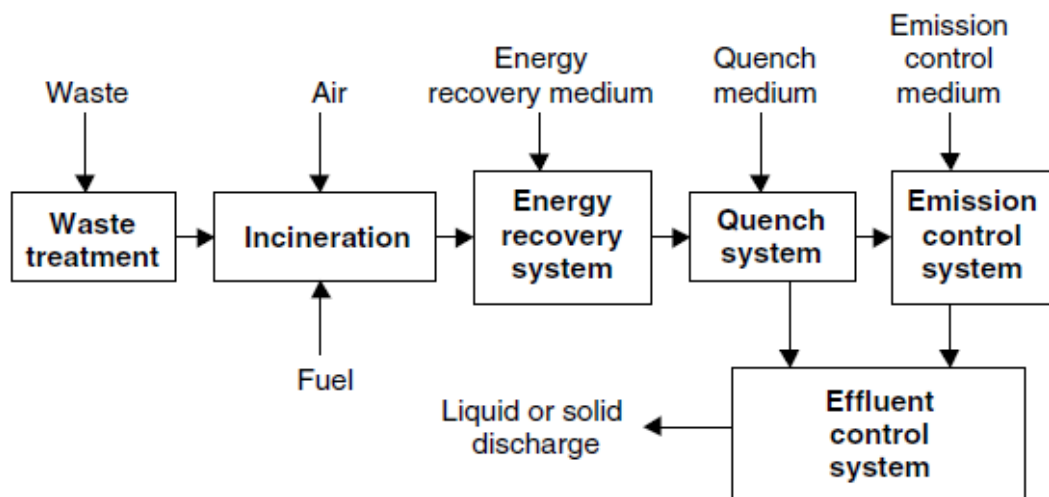 Waste
Air
Energy
recovery medium
Quench
medium
Emission
control
medium
Waste
treatment
Incineration
Energy
recovery
system
Quench
system
Emission
control
system
Fuel
Liquid or solid
discharge
Effluent
control
system